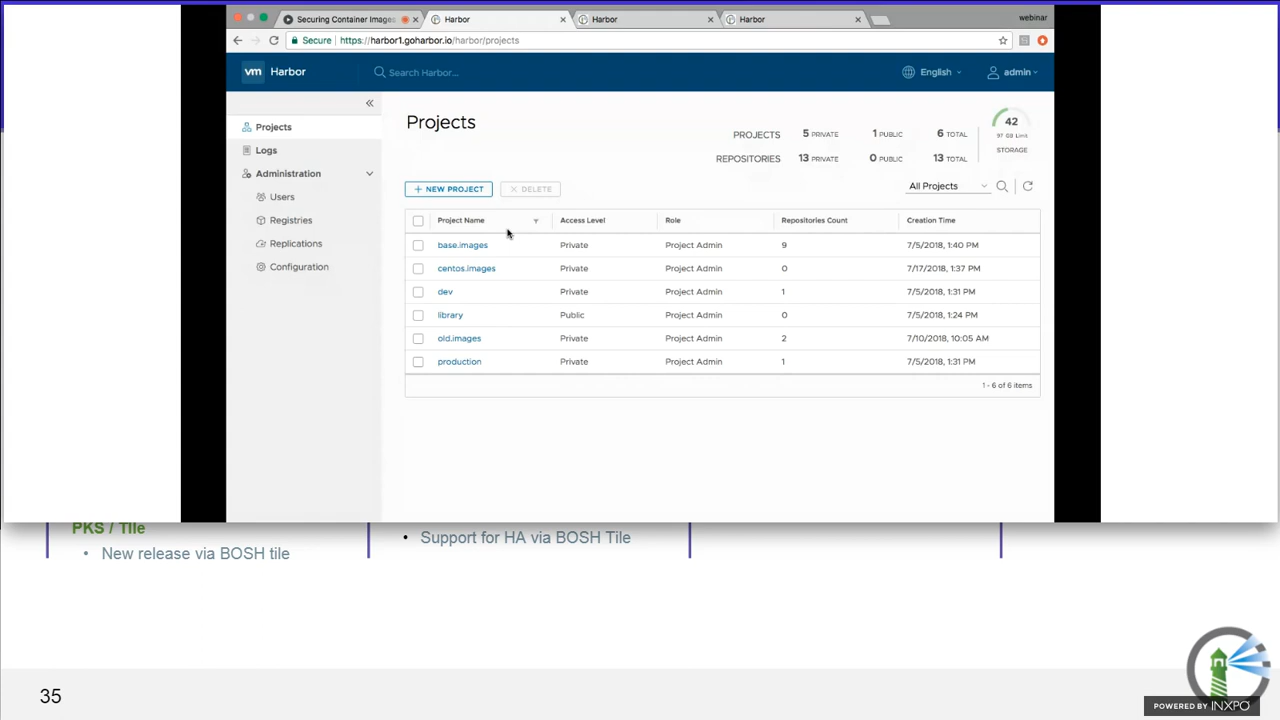 Securing Container Images
Harbor
Harbor
Harbor
webinar
Secure
https://harbor1.goharbor.io/harbor/projects
vm Harbor
Search Harbor...
English
admin
Projects
Logs
Administration
Users
Registries
Replications
Configuration
Projects
PROJECTS 5 PRIVATE 1 PUBLIC 6 TOTAL
REPOSITORIES 13 PRIVATE 0 PUBLIC 13 TOTAL
42
97 GB Limit
STORAGE
+ NEW PROJECT × DELETE
All Projects
Project Name Access Level Role Repositories Count Creation Time
base.images Private Project Admin 9 7/5/2018, 1:40 PM
centos.images Private Project Admin 0 7/17/2018, 1:37 PM
dev Private Project Admin 1 7/5/2018, 1:31 PM
library Public Project Admin 0 7/5/2018, 1:24 PM
old.images Private Project Admin 2 7/10/2018, 10:05 AM
production Private Project Admin 1 7/5/2018, 1:31 PM
1 - 6 of 6 items
PKS / Tile
• New release via BOSH tile
• Support for HA via BOSH Tile
35
POWERED BY INXPO